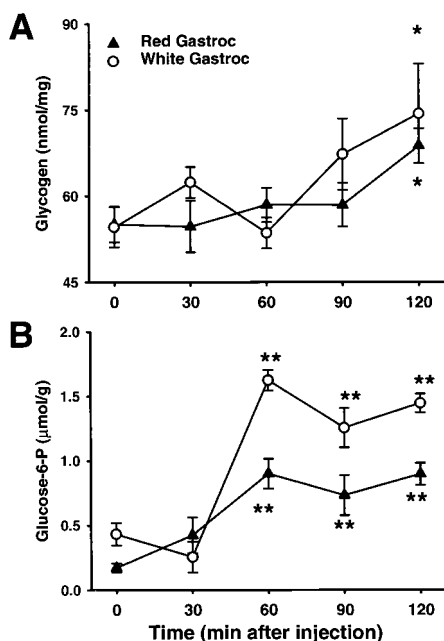 A
90
75
60
45
Glycogen (nmol/mg)
Red Gastroc
White Gastroc
*
*
0 30 60 90 120
B
2.0
1.5
1.0
0.5
0.0
Glucose-6-P (µmol/g)
** ** **
** ** **
0 30 60 90 120
Time (min after injection)